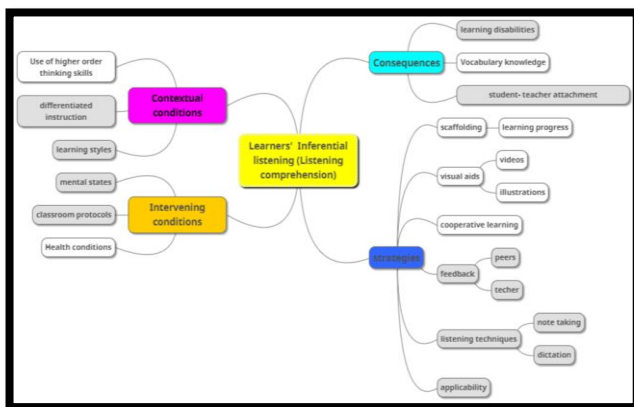 Learners' Inferential
listening (Listening
comprehension)
Contextual
conditions
Use of higher order
thinking skills
differentiated
instruction
learning styles
Intervening
conditions
mental states
classroom protocols
Health conditions
Consequences
learning disabilities
Vocabulary knowledge
student- teacher attachment
strategies
scaffolding
learning progress
visual aids
videos
illustrations
cooperative learning
feedback
peers
techer
listening techniques
note taking
dictation
applicability